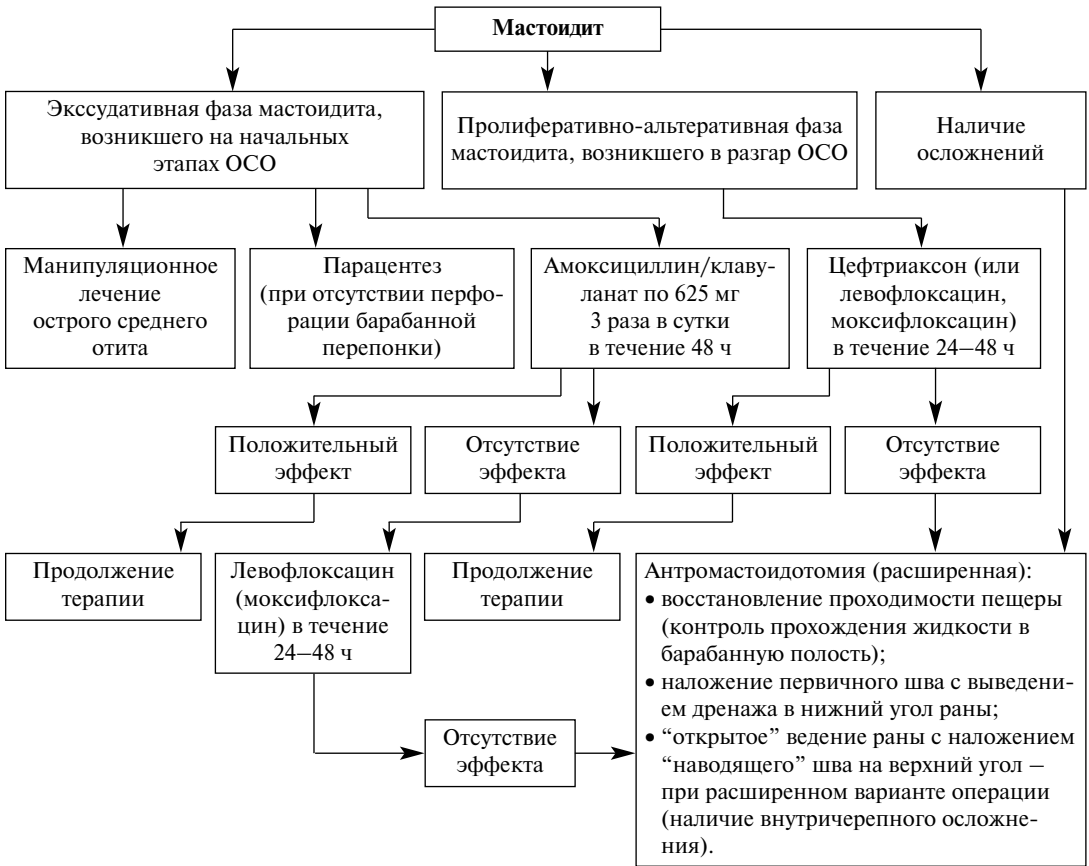 Мастоидит
Экссудативная фаза мастоидита,
возникшего на начальных
этапах ОСО
Пролиферативно-альтеративная фаза
мастоидита, возникшего в разгар ОСО
Наличие
осложнений
Манипуляционное
лечение
острого среднего
отита
Парацентез
(при отсутствии перфо-
рации барабанной
перепонки)
Амоксициллин/клаву-
ланат по 625 мг
3 раза в сутки
в течение 48 ч
Цефтриаксон (или
левофлоксацин,
моксифлоксацин)
в течение 24–48 ч
Положительный
эффект
Отсутствие
эффекта
Положительный
эффект
Отсутствие
эффекта
Продолжение
терапии
Левофлоксацин
(моксифлокса-
цин) в течение
24–48 ч
Продолжение
терапии
Антромастоидотомия (расширенная):
• восстановление проходимости пещеры
(контроль прохождения жидкости в
барабанную полость);
• наложение первичного шва с выведени-
ем дренажа в нижний угол раны;
• “открытое” ведение раны с наложением
“наводящего” шва на верхний угол –
при расширенном варианте операции
(наличие внутричерепного осложне-
ния).
Отсутствие
эффекта